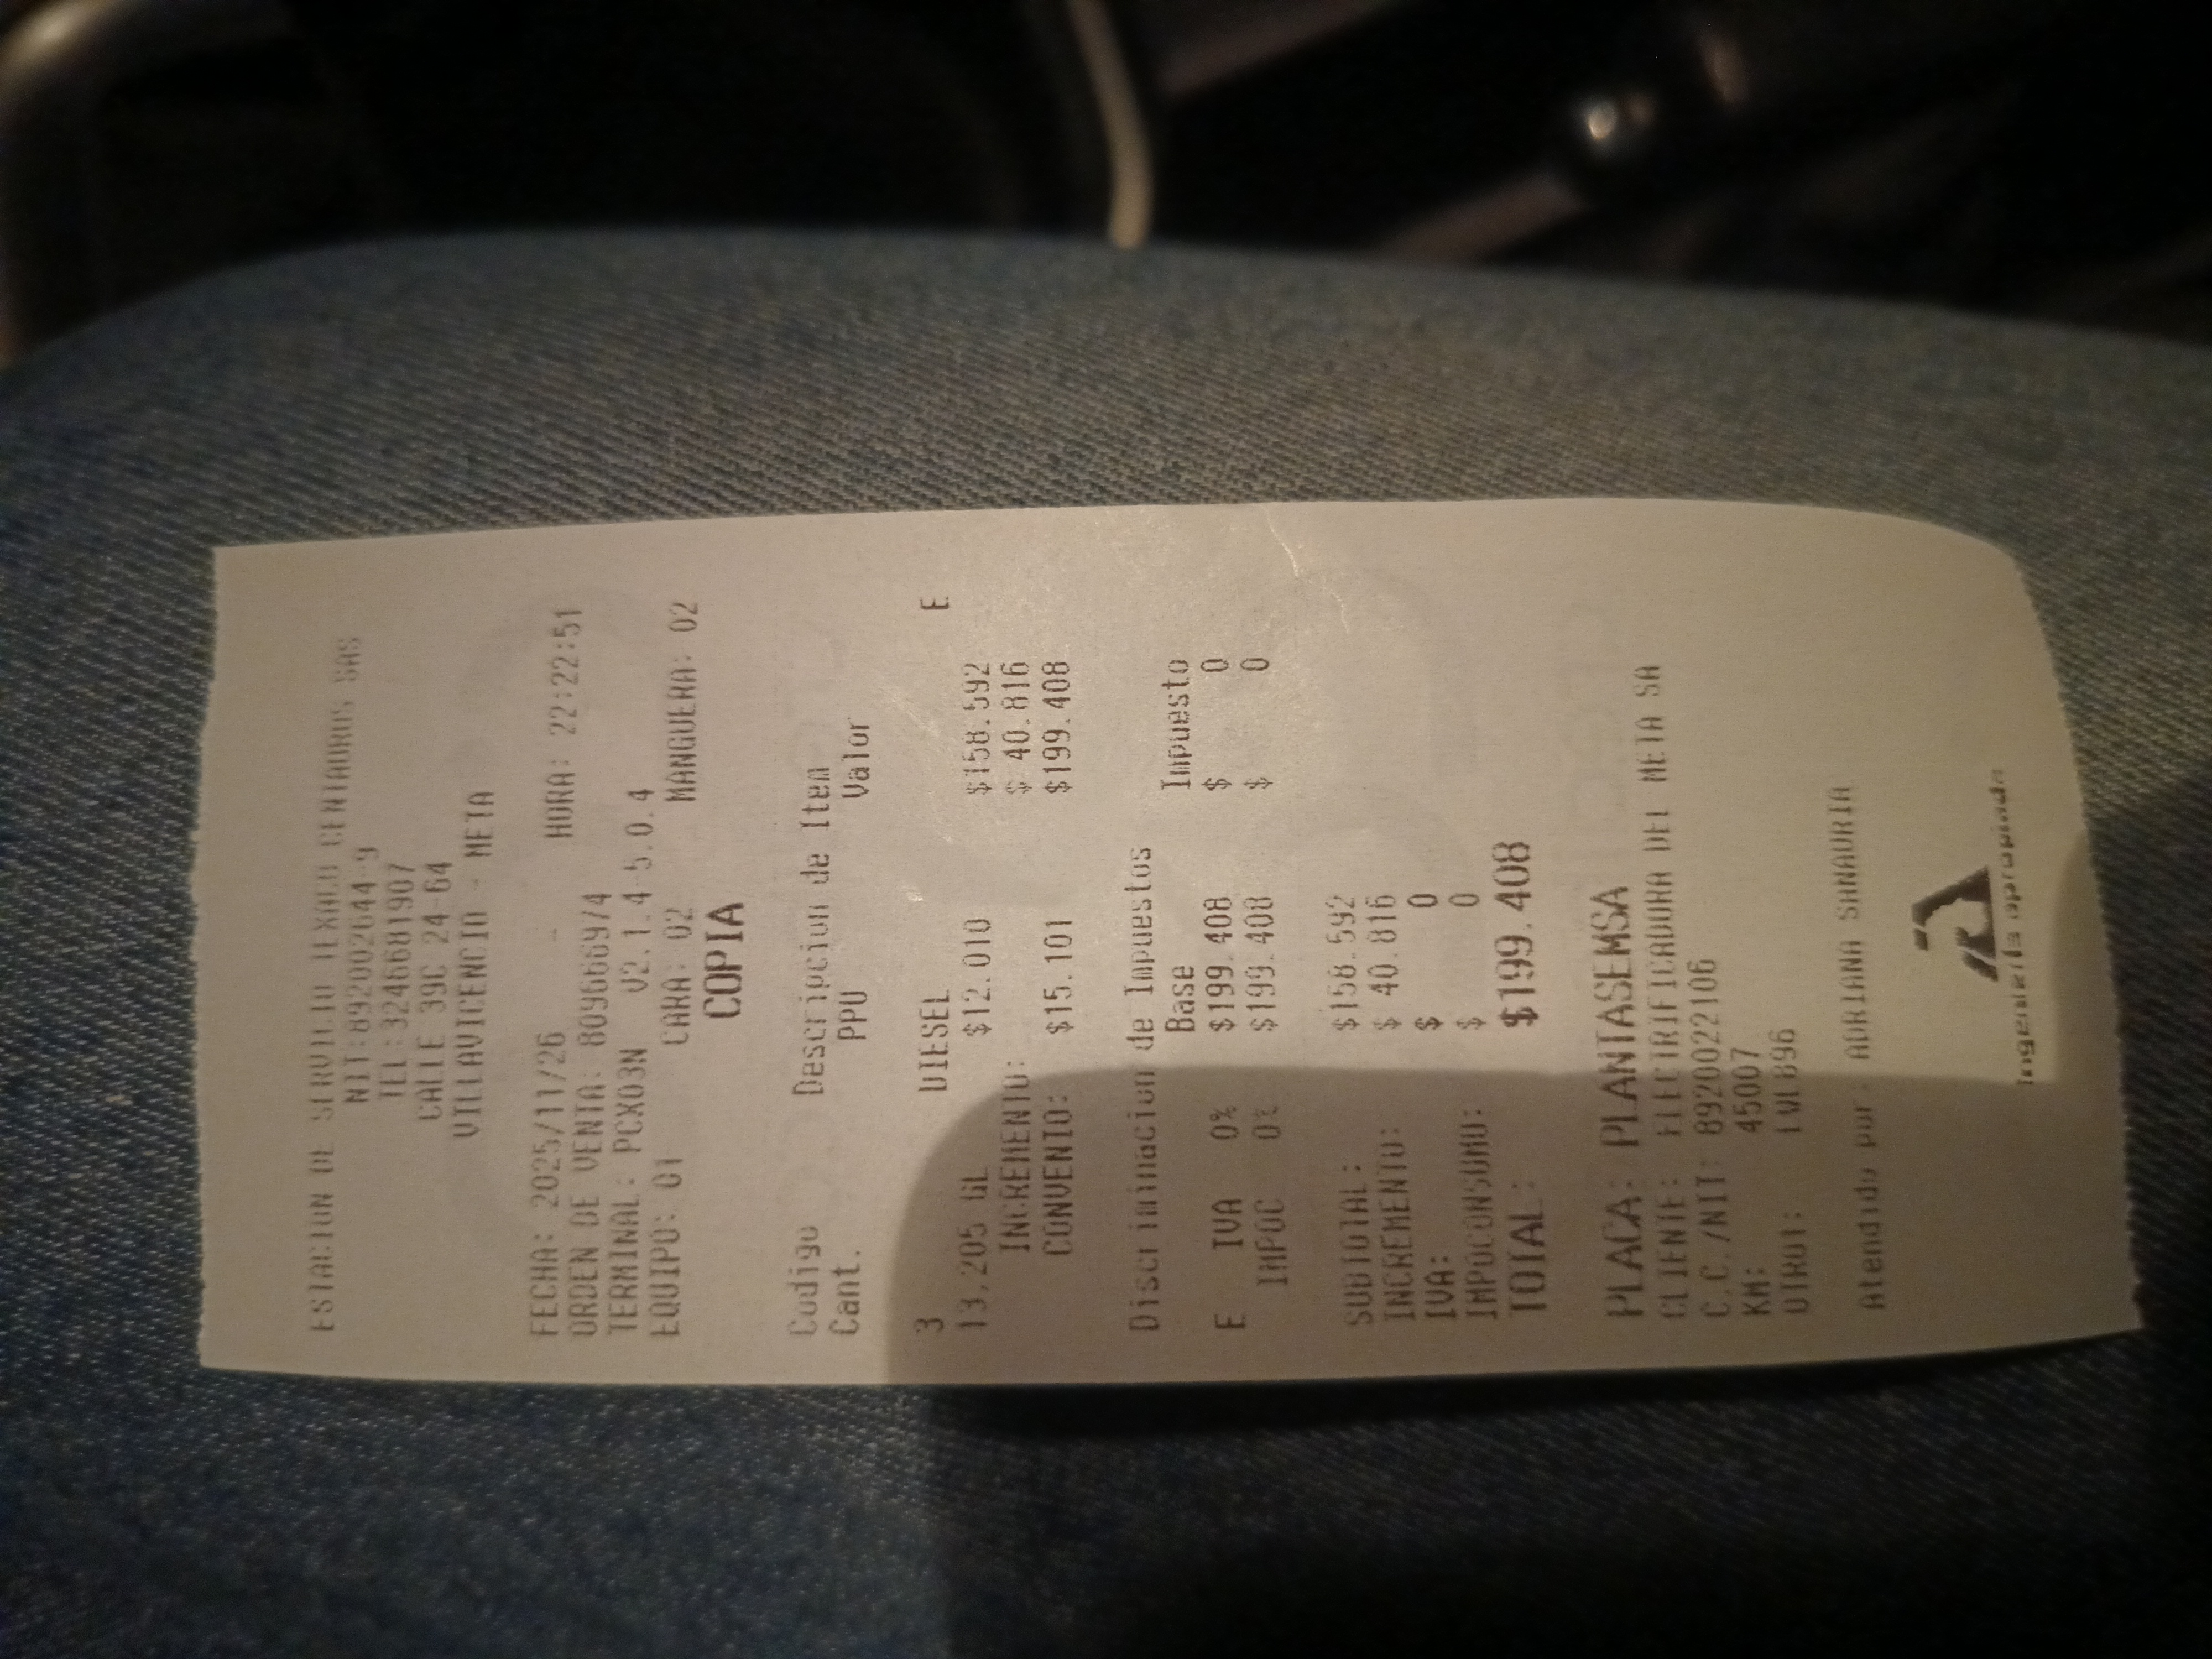 ESTACION DE SERVICIO TEXACO CENTAUROS SAS
NIT:892002644-9
TEL:3246681907
CALLE 39C 24-64
VILLAVICENCIO - META
FECHA: 2025/11/26 - HORA: 22:22:51
ORDEN DE VENTA: 809666974
TERMINAL: PCX03N V2.1.4-5.0.4
EQUIPO: 01 CARA: 02 MANGUERA: 02
COPIA
Codigo Descripcion de Item
Cant. PPU Valor
3 DIESEL E
13,205 GL $12.010 $158.592
INCREMENTO: $ 40.816
CONVENIO: $15.101 $199.408
Discriminacion de Impuestos
Base Impuesto
E IVA 0% $199.408 $ 0
IMPOC 0% $199.408 $ 0
SUBTOTAL: $158.592
INCREMENTO: $ 40.816
IVA: $ 0
IMPOCONSUMO: $ 0
TOTAL: $199.408
PLACA: PLANTASEMSA
CLIENTE: ELECTRIFICADORA DEL META SA
C.C./NIT: 8920022106
KM: 45007
OTRO1: LWL896
Atendido por: ADRIANA SANAVRIA
Ingeniería apropiada